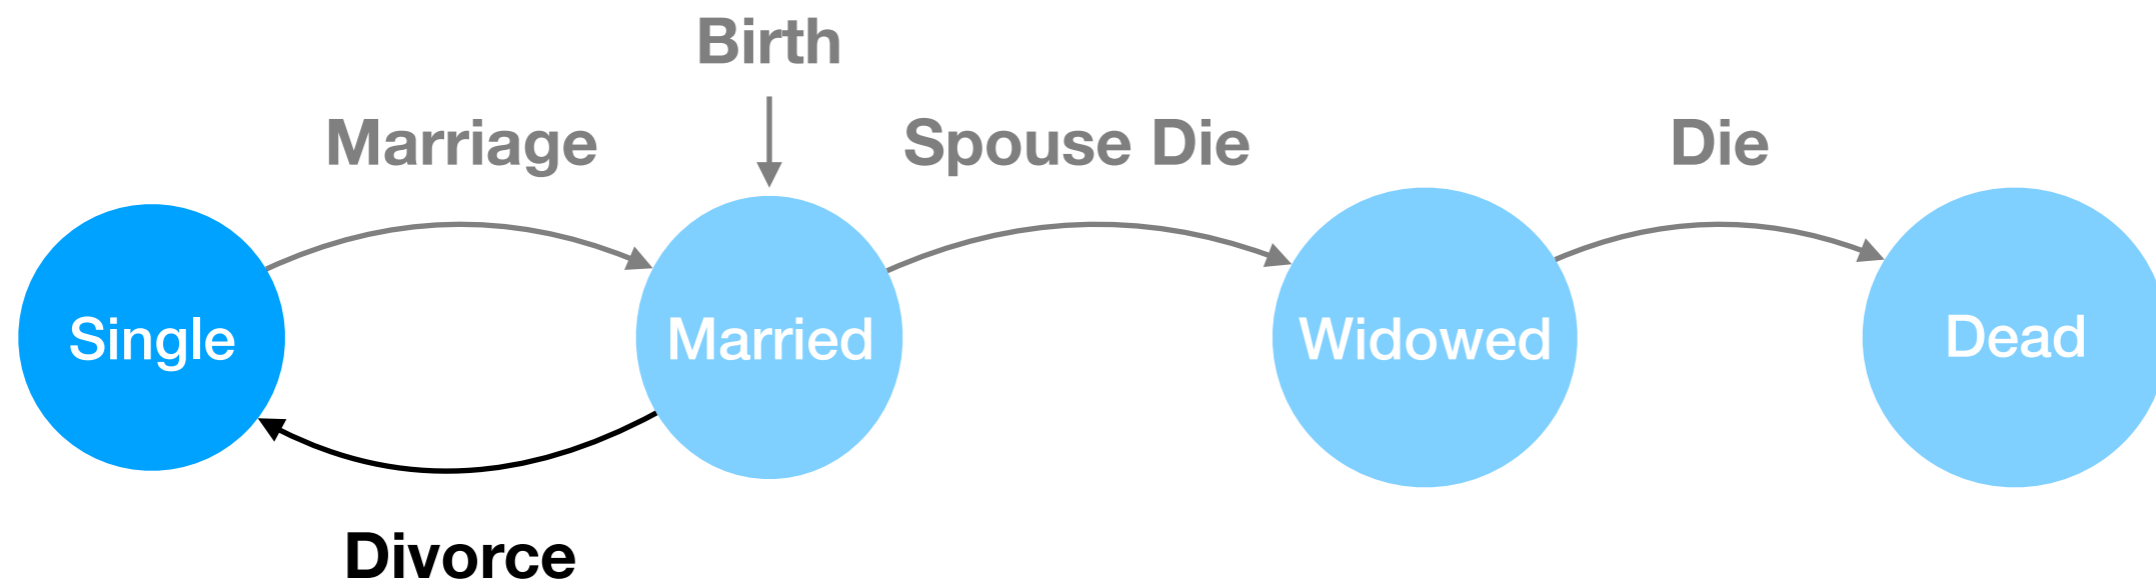 Birth
Marriage
Spouse Die
Die
Single
Married
Widowed
Dead
Divorce